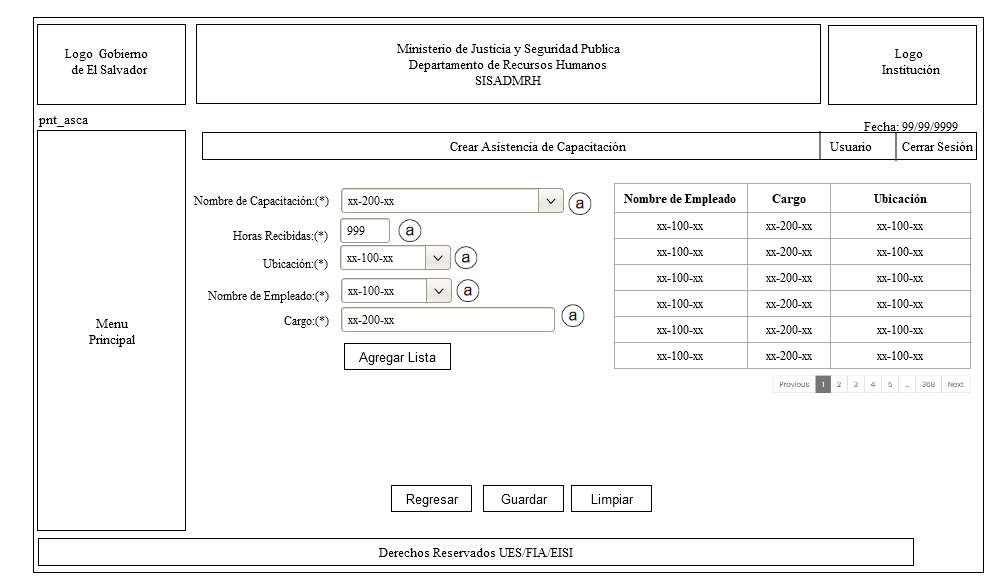 Logo Gobierno
de El Salvador
Ministerio de Justicia y Seguridad Publica
Departamento de Recursos Humanos
SISADMRH
Logo
Institución
pnt_asca
Fecha: 99/99/9999
Crear Asistencia de Capacitación
Usuario
Cerrar Sesión
Menu
Principal
Nombre de Capacitación:(*) xx-200-xx a
Horas Recibidas:(*) 999 a
Ubicación:(*) xx-100-xx a
Nombre de Empleado:(*) xx-100-xx a
Cargo:(*) xx-200-xx a
Agregar Lista
Nombre de Empleado Cargo Ubicación
xx-100-xx xx-200-xx xx-100-xx
xx-100-xx xx-200-xx xx-100-xx
xx-100-xx xx-200-xx xx-100-xx
xx-100-xx xx-200-xx xx-100-xx
xx-100-xx xx-200-xx xx-100-xx
xx-100-xx xx-200-xx xx-100-xx
Previous 1 2 3 4 5 ... 368 Next
Regresar Guardar Limpiar
Derechos Reservados UES/FIA/EISI